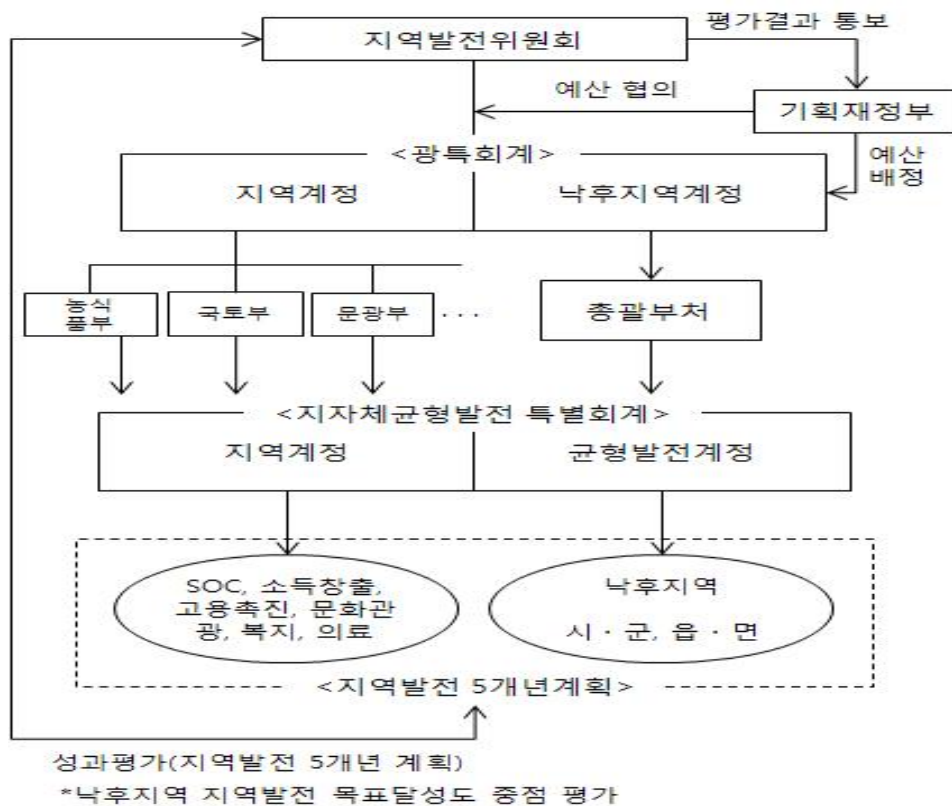 지역발전위원회
평가결과 통보
예산 협의
기획재정부
<광특회계>
예산
배정
지역계정
낙후지역계정
농식
품부
국토부
문광부
···
총괄부처
<지자체균형발전 특별회계>
지역계정
균형발전계정
SOC, 소득창출,
고용촉진, 문화관
광, 복지, 의료
낙후지역
시·군, 읍·면
<지역발전 5개년계획>
성과평가(지역발전 5개년 계획)
*낙후지역 지역발전 목표달성도 중점 평가